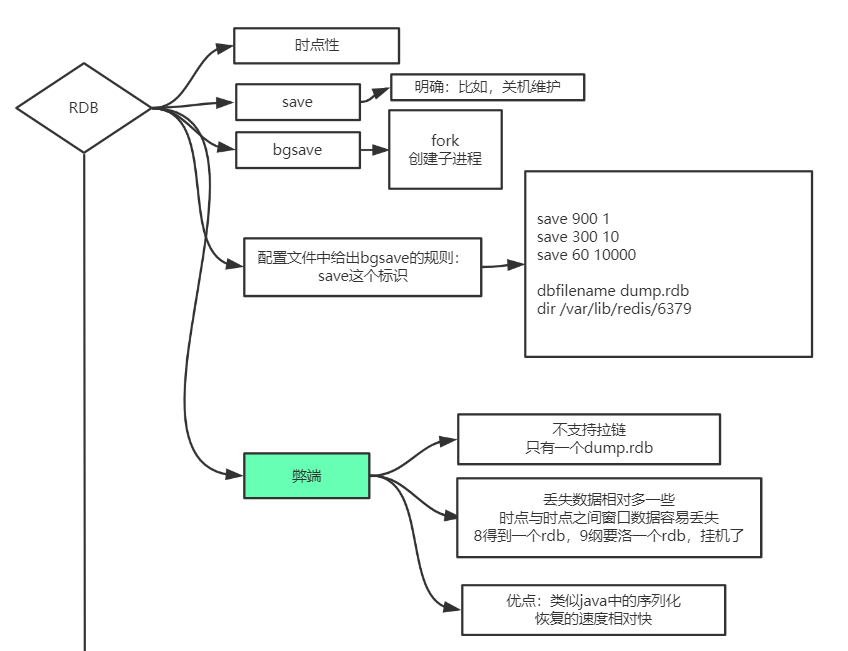 时点性
RDB
save
明确：比如，关机维护
bgsave
fork
创建子进程
配置文件中给出bgsave的规则：
save这个标识
save 900 1
save 300 10
save 60 10000
dbfilename dump.rdb
dir /var/lib/redis/6379
弊端
不支持拉链
只有一个dump.rdb
丢失数据相对多一些
时点与时点之间窗口数据容易丢失
8得到一个rdb，9纲要洛一个rdb，挂机了
优点：类似java中的序列化
恢复的速度相对快